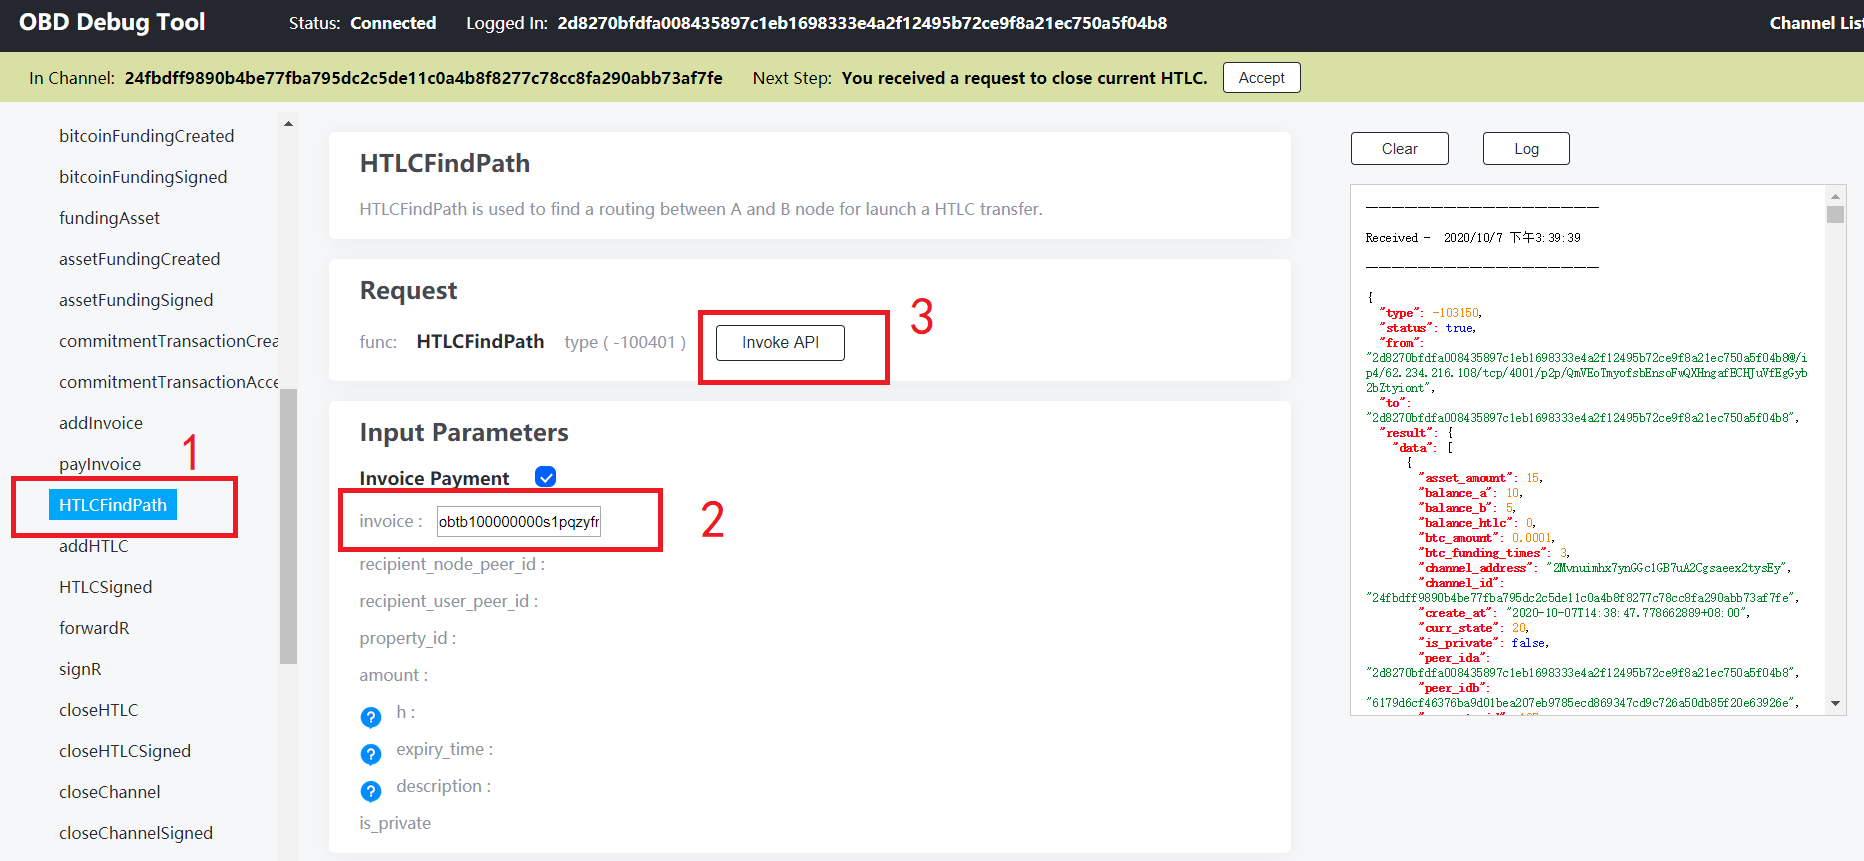 OBD Debug Tool
Status: Connected
Logged In: 2d8270bfdfa008435897c1eb1698333e4a2f12495b72ce9f8a21ec750a5f04b8
Channel List
In Channel: 24fbdff9890b4be77fba795dc2c5de11c0a4b8f8277c78cc8fa290abb73af7fe
Next Step: You received a request to close current HTLC.
Accept
bitcoinFundingCreated
bitcoinFundingSigned
fundingAsset
assetFundingCreated
assetFundingSigned
commitmentTransactionCrea
commitmentTransactionAcce
addInvoice
payInvoice
1
HTLCFindPath
addHTLC
HTLCSigned
forwardR
signR
closeHTLC
closeHTLCSigned
closeChannel
closeChannelSigned
HTLCFindPath
HTLCFindPath is used to find a routing between A and B node for launch a HTLC transfer.
Request
func: HTLCFindPath type ( -100401 )
Invoke API
3
Input Parameters
Invoice Payment
invoice : obtb100000000s1pqzyfr
2
recipient_node_peer_id :
recipient_user_peer_id :
property_id :
amount :
? h :
? expiry_time :
? description :
is_private
Clear
Log
Received - 2020/10/7 下午3:39:39
{
"type": -103150,
"status": true,
"from":
"2d8270bfdfa008435897c1eb1698333e4a2f12495b72ce9f8a21ec750a5f04b8@/i
p4/62.234.216.108/tcp/4001/p2p/QmVEoTmyofsbEnsoFwQXHngafECHJuVfEgGyb
2bZtyiont",
"to":
"2d8270bfdfa008435897c1eb1698333e4a2f12495b72ce9f8a21ec750a5f04b8",
"result": {
"data": [
{
"asset_amount": 15,
"balance_a": 10,
"balance_b": 5,
"balance_htlc": 0,
"btc_amount": 0.0001,
"btc_funding_times": 3,
"channel_address": "2Mvnuimhx7ynGGc1GB7uA2Cgsaeex2tysEy",
"channel_id":
"24fbdff9890b4be77fba795dc2c5de11c0a4b8f8277c78cc8fa290abb73af7fe",
"create_at": "2020-10-07T14:38:47.778662889+08:00",
"curr_state": 20,
"is_private": false,
"peer_ida":
"2d8270bfdfa008435897c1eb1698333e4a2f12495b72ce9f8a21ec750a5f04b8",
"peer_idb":
"6179d6cf46376ba9d01bea207eb9785ecd869347cd9c726a50db85f20e63926e",